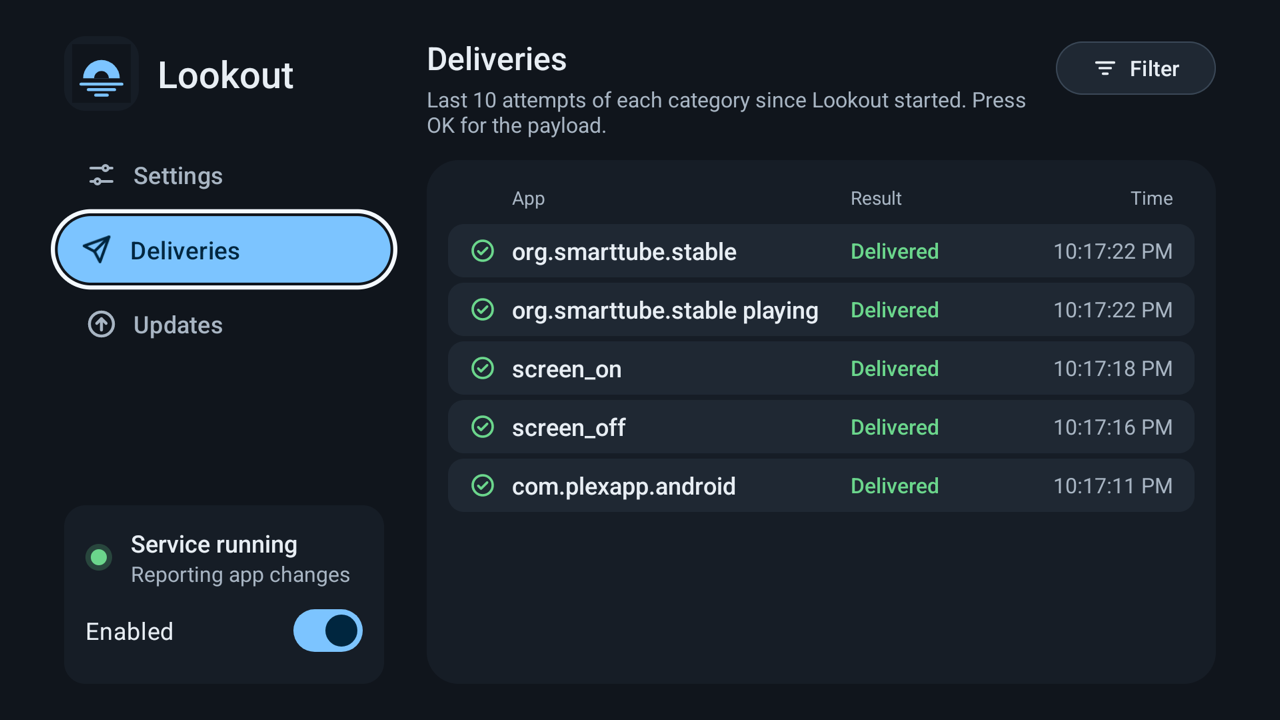 Lookout
Settings
Deliveries
Updates
Service running
Reporting app changes
Enabled
Deliveries
Last 10 attempts of each category since Lookout started. Press
OK for the payload.
Filter
App Result Time
org.smarttube.stable Delivered 10:17:22 PM
org.smarttube.stable playing Delivered 10:17:22 PM
screen_on Delivered 10:17:18 PM
screen_off Delivered 10:17:16 PM
com.plexapp.android Delivered 10:17:11 PM